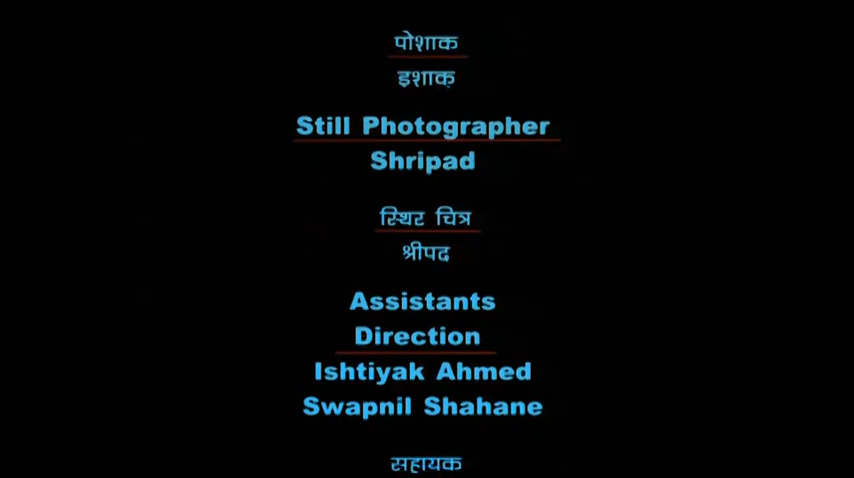 पोशाक
इशाक़
Still Photographer
Shripad
स्थिर चित्र
श्रीपद
Assistants
Direction
Ishtiyak Ahmed
Swapnil Shahane
सहायक